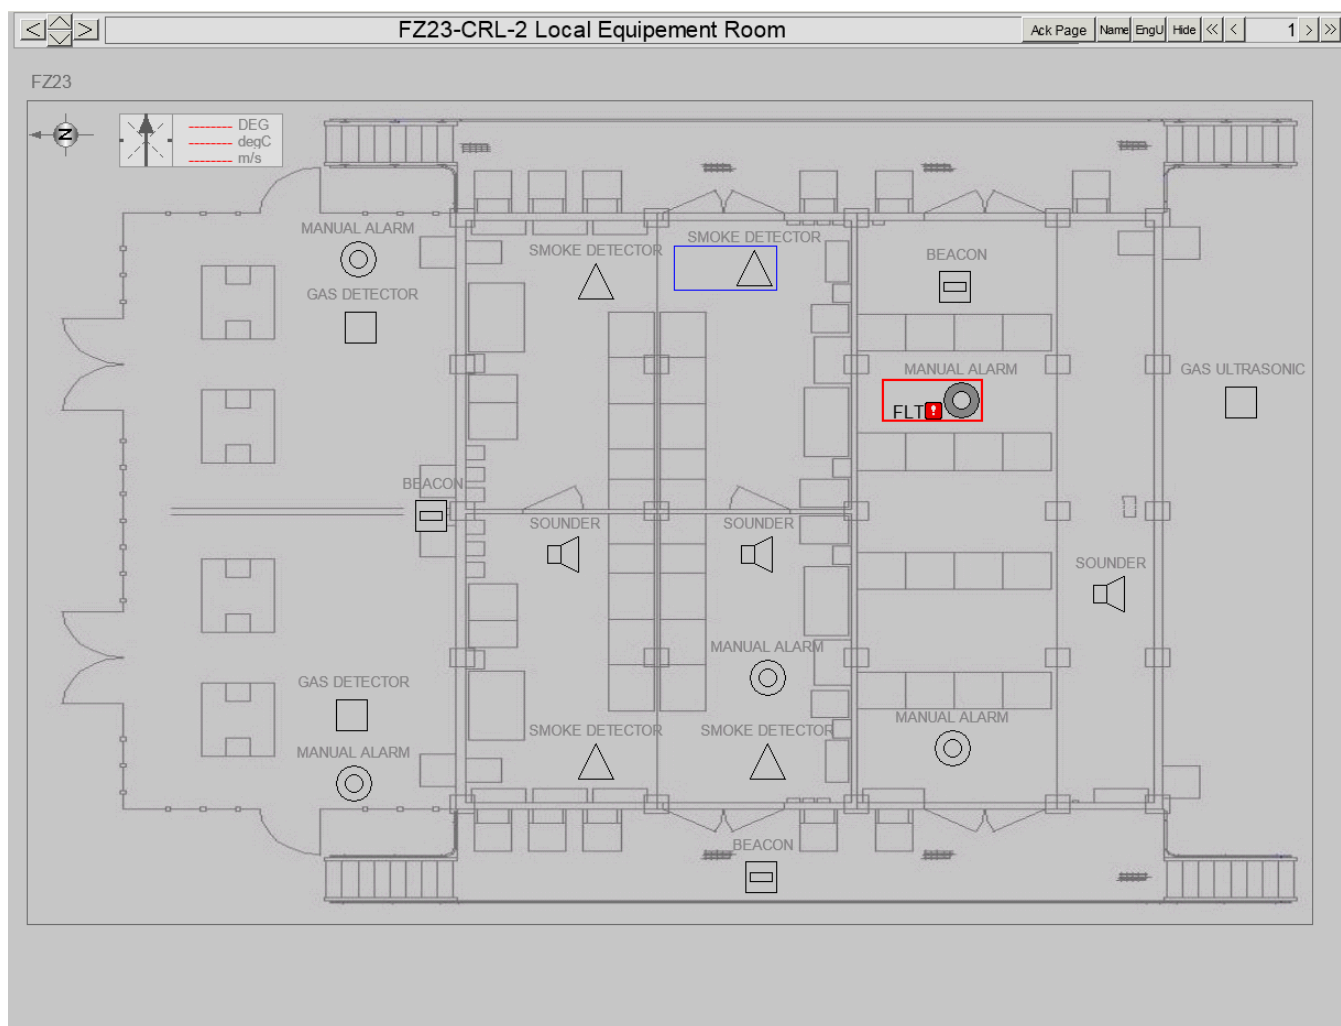 < > FZ23-CRL-2 Local Equipement Room Ack Page Name EngU Hide << < 1 > >>
FZ23
N
DEG
degC
m/s
MANUAL ALARM
SMOKE DETECTOR
SMOKE DETECTOR
BEACON
GAS DETECTOR
MANUAL ALARM
GAS ULTRASONIC
FLT !
BEACON
SOUNDER
SOUNDER
SOUNDER
MANUAL ALARM
GAS DETECTOR
MANUAL ALARM
SMOKE DETECTOR
SMOKE DETECTOR
MANUAL ALARM
BEACON